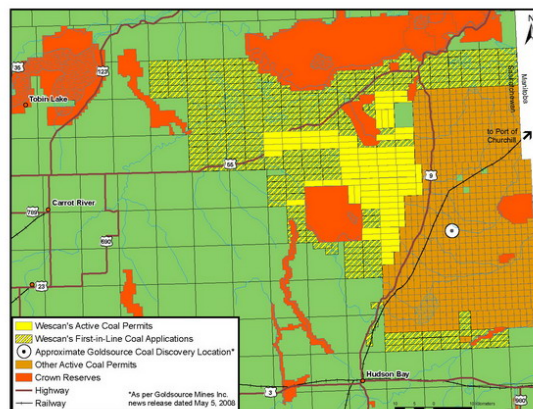 N
35
123
Manitoba
Saskatchewan
Tobin Lake
to Port of
Churchill
55
9
789
Carrot River
690
23
Wescan's Active Coal Permits
Wescan's First-in-Line Coal Applications
Approximate Goldsource Coal Discovery Location*
Other Active Coal Permits
Crown Reserves
Highway
Railway
*As per Goldsource Mines Inc.
news release dated May 5, 2008
Hudson Bay
3